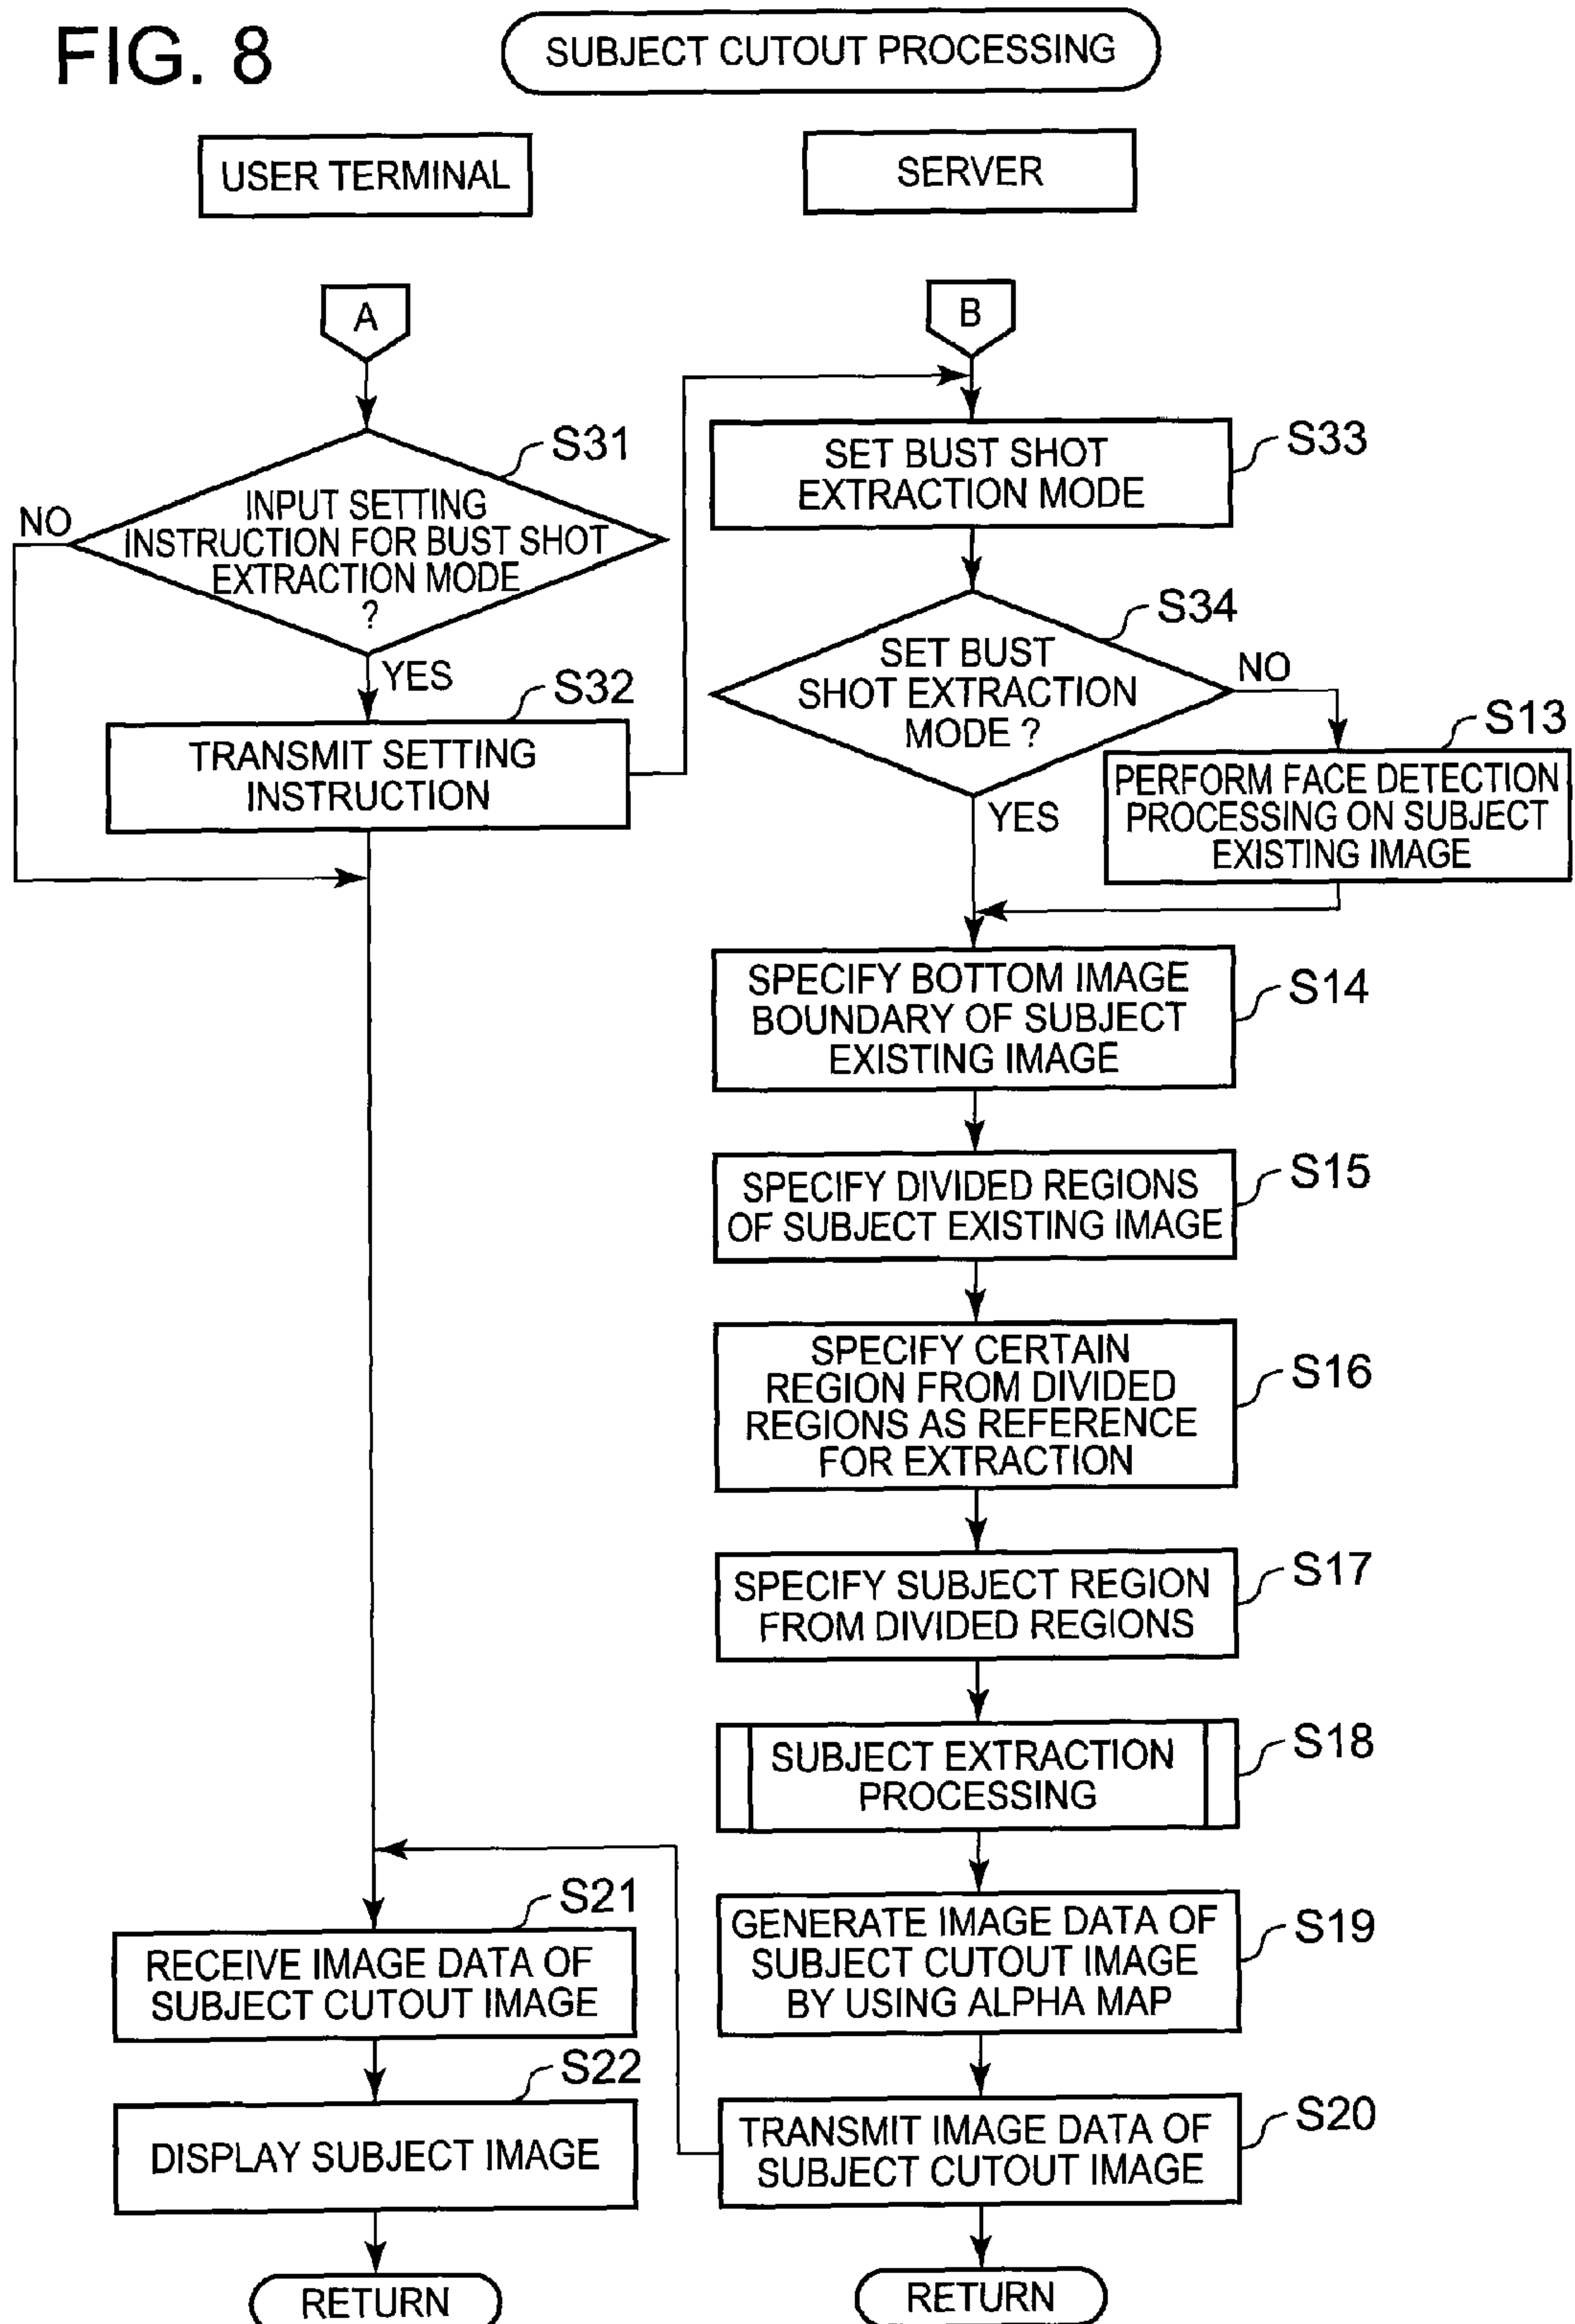 FIG. 8
SUBJECT CUTOUT PROCESSING
USER TERMINAL
SERVER
A
B
S31
INPUT SETTING
INSTRUCTION FOR BUST SHOT
EXTRACTION MODE
?
NO
YES
S32
TRANSMIT SETTING
INSTRUCTION
S33
SET BUST SHOT
EXTRACTION MODE
S34
SET BUST
SHOT EXTRACTION
MODE ?
NO
YES
S13
PERFORM FACE DETECTION
PROCESSING ON SUBJECT
EXISTING IMAGE
S14
SPECIFY BOTTOM IMAGE
BOUNDARY OF SUBJECT
EXISTING IMAGE
S15
SPECIFY DIVIDED REGIONS
OF SUBJECT EXISTING IMAGE
S16
SPECIFY CERTAIN
REGION FROM DIVIDED
REGIONS AS REFERENCE
FOR EXTRACTION
S17
SPECIFY SUBJECT REGION
FROM DIVIDED REGIONS
S18
SUBJECT EXTRACTION
PROCESSING
S19
GENERATE IMAGE DATA OF
SUBJECT CUTOUT IMAGE
BY USING ALPHA MAP
S20
TRANSMIT IMAGE DATA OF
SUBJECT CUTOUT IMAGE
S21
RECEIVE IMAGE DATA OF
SUBJECT CUTOUT IMAGE
S22
DISPLAY SUBJECT IMAGE
RETURN
RETURN